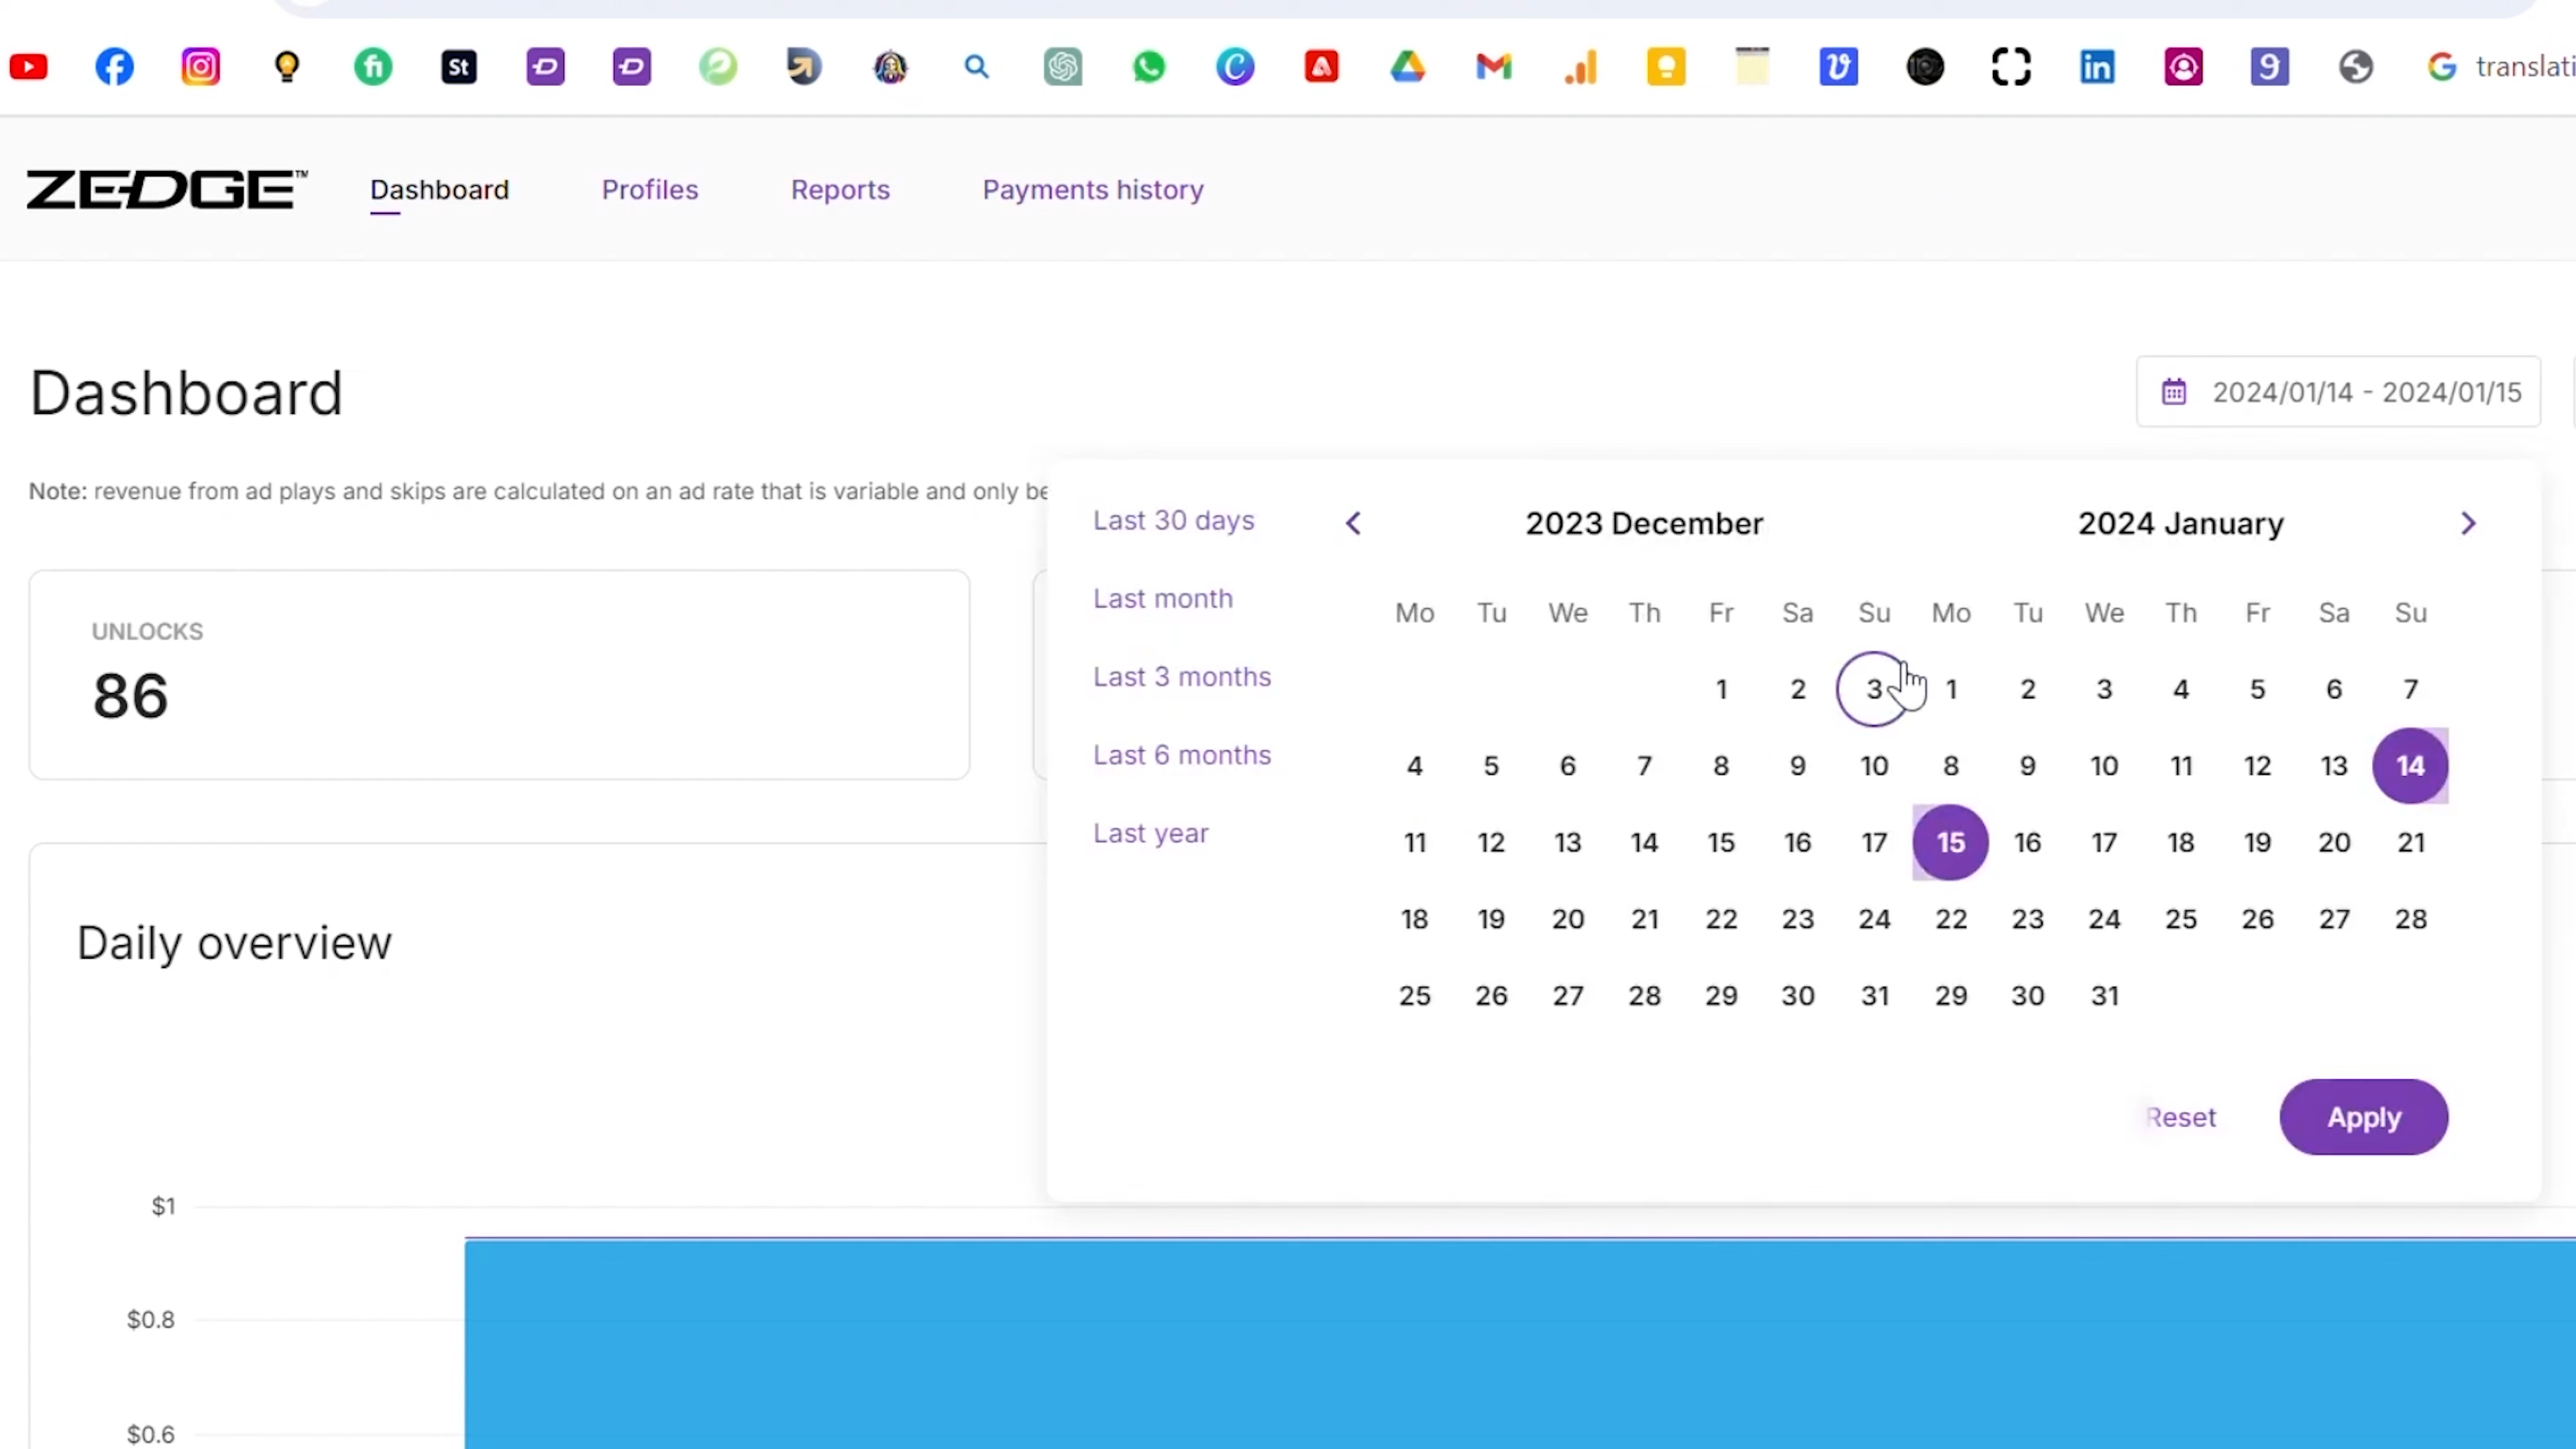 St
translati
ZEDGE™ Dashboard Profiles Reports Payments history
Dashboard
2024/01/14 - 2024/01/15
Note: revenue from ad plays and skips are calculated on an ad rate that is variable and only be
UNLOCKS
86
Daily overview
$1
$0.8
$0.6
Last 30 days
Last month
Last 3 months
Last 6 months
Last year
2023 December 2024 January
Mo Tu We Th Fr Sa Su Mo Tu We Th Fr Sa Su
1 2 3 1 2 3 4 5 6 7
4 5 6 7 8 9 10 8 9 10 11 12 13 14
11 12 13 14 15 16 17 15 16 17 18 19 20 21
18 19 20 21 22 23 24 22 23 24 25 26 27 28
25 26 27 28 29 30 31 29 30 31
Reset Apply